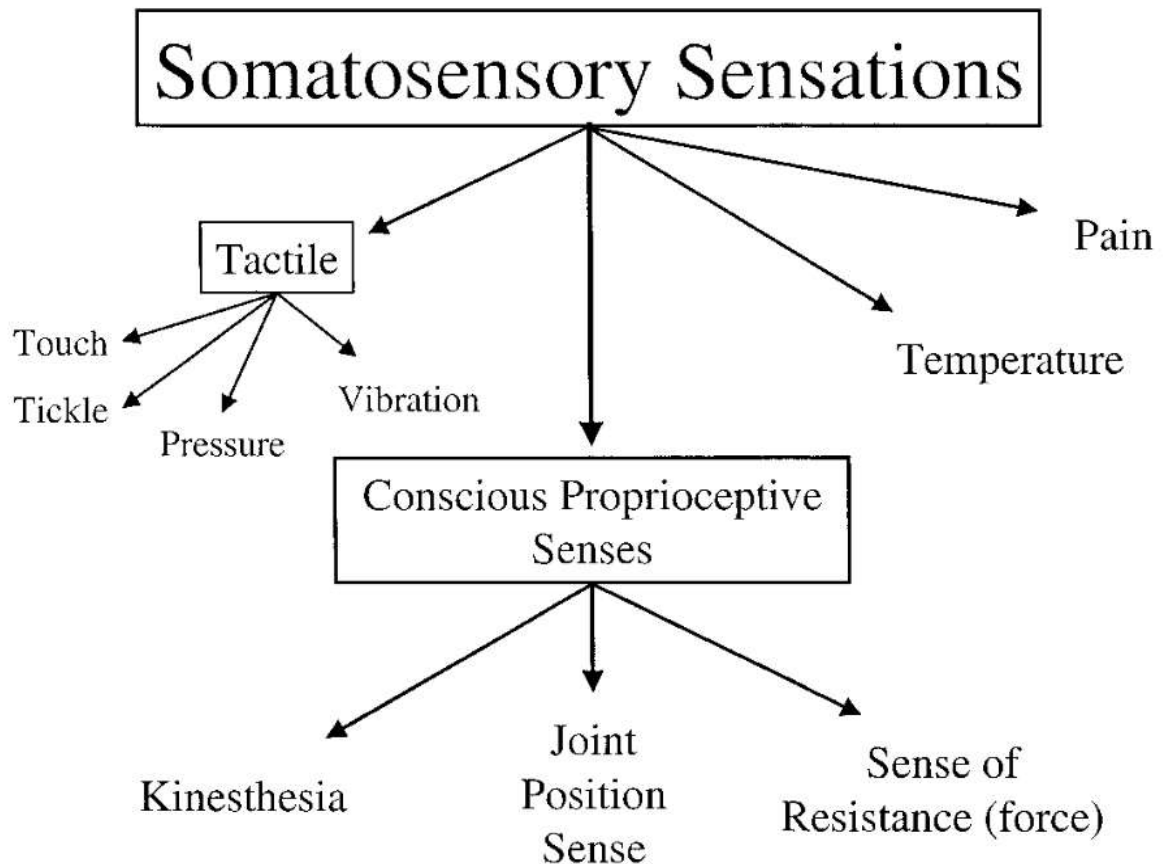 Somatosensory Sensations
Tactile
Pain
Touch
Temperature
Tickle
Vibration
Pressure
Conscious Proprioceptive
Senses
Kinesthesia
Joint
Position
Sense
Sense of
Resistance (force)